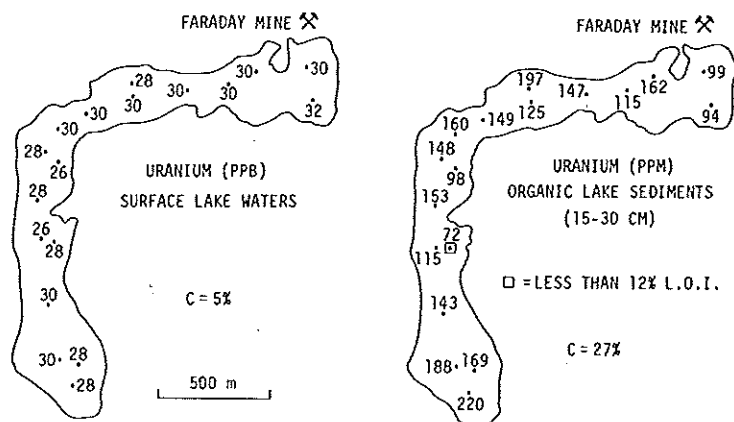 FARADAY MINE
30 30
28
30 30
30
30 32
30
28
26
URANIUM (PPB)
28
SURFACE LAKE WATERS
26
28
30
C = 5%
30 28
28
500 m
FARADAY MINE
99
197 162
147
115
125 94
149
160
148
98
URANIUM (PPM)
ORGANIC LAKE SEDIMENTS
153
(15-30 CM)
72
115
= LESS THAN 12% L.O.I.
143
C = 27%
188 169
220